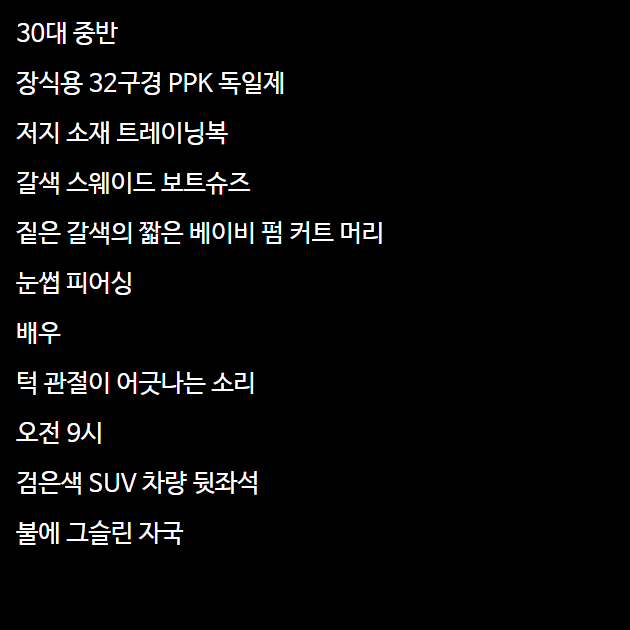 30대 중반
장식용 32구경 PPK 독일제
저지 소재 트레이닝복
갈색 스웨이드 보트슈즈
짙은 갈색의 짧은 베이비 펌 커트 머리
눈썹 피어싱
배우
턱 관절이 어긋나는 소리
오전 9시
검은색 SUV 차량 뒷좌석
불에 그슬린 자국